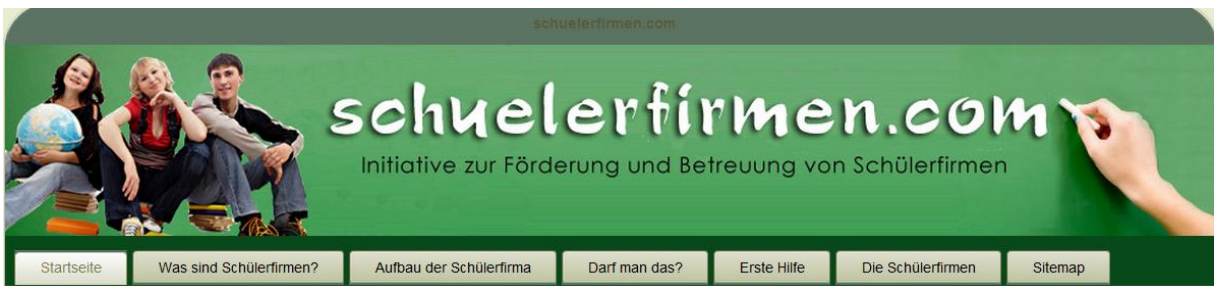 schuelerfirmen.com
schuelerfirmen.com
Initiative zur Förderung und Betreuung von Schülerfirmen
Startseite Was sind Schülerfirmen? Aufbau der Schülerfirma Darf man das? Erste Hilfe Die Schülerfirmen Sitemap